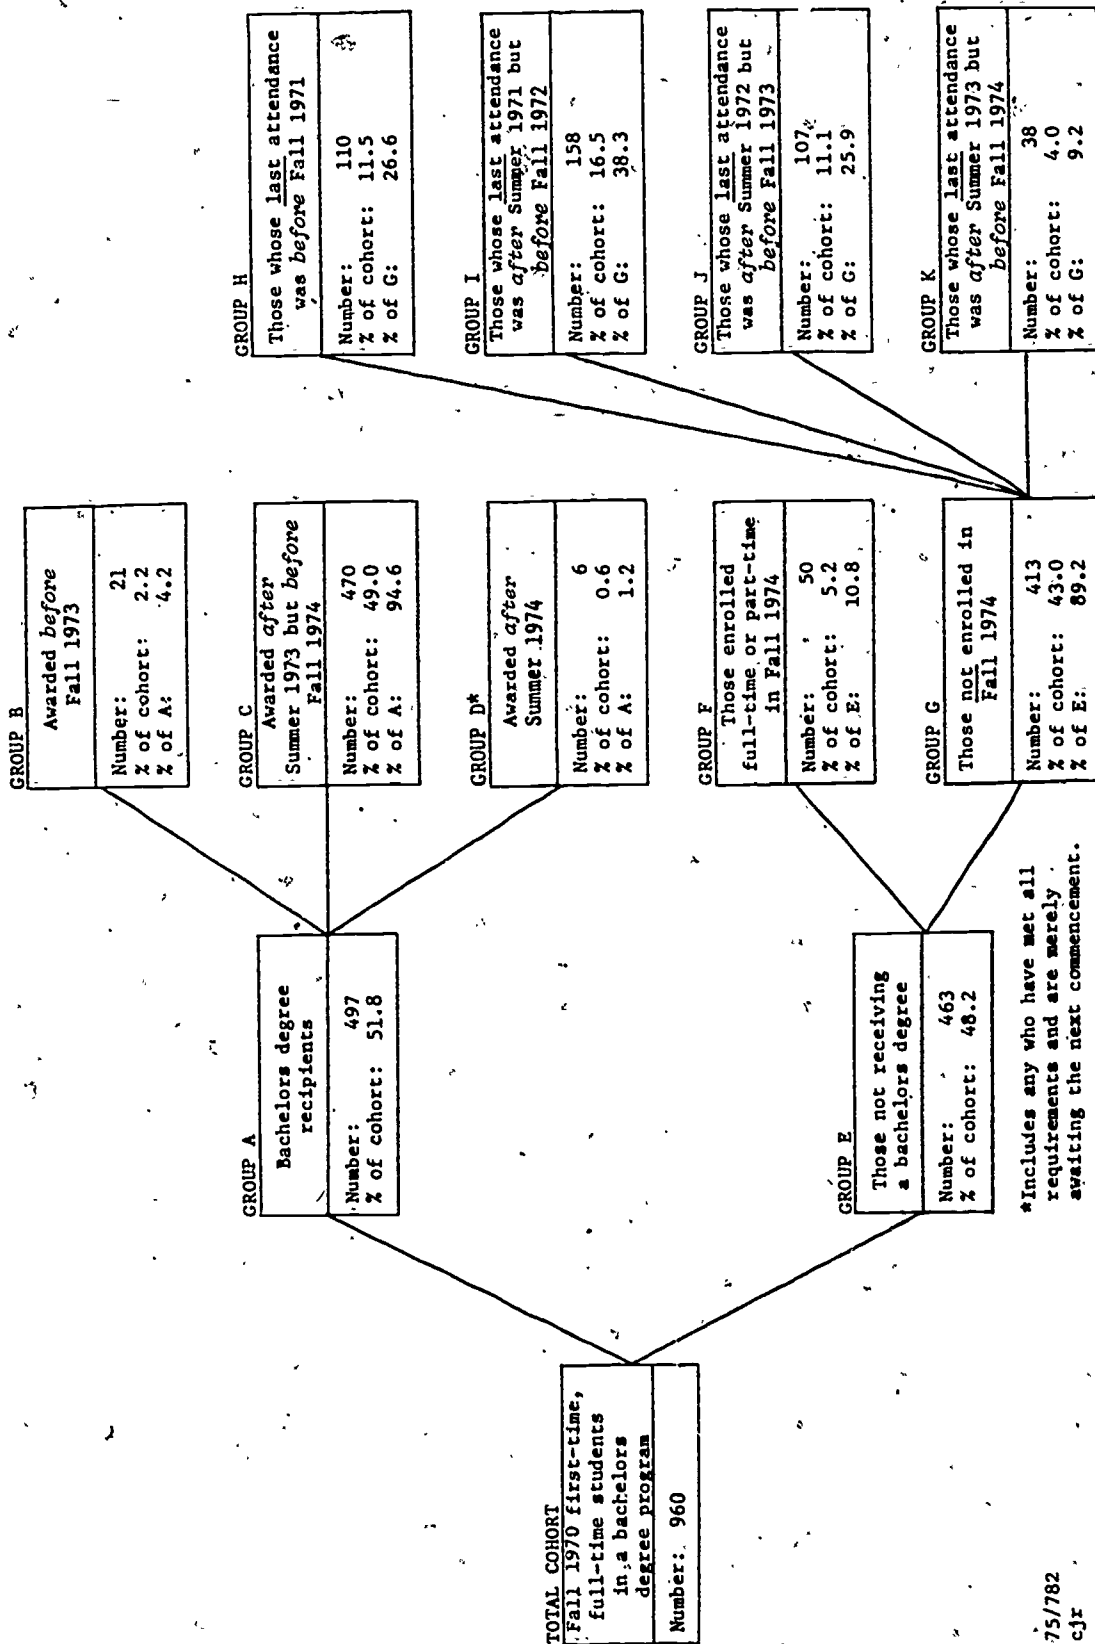 TOTAL COHORT
Fall 1970 first-time,
full-time students
in a bachelors
degree program
Number: 960
GROUP A
Bachelors degree
recipients
Number: 497
% of cohort: 51.8
GROUP E
Those not receiving
a bachelors degree
Number: 463
% of cohort: 48.2
GROUP B
Awarded before
Fall 1973
Number: 21
% of cohort: 2.2
% of A: 4.2
GROUP C
Awarded after
Summer 1973 but before
Fall 1974
Number: 470
% of cohort: 49.0
% of A: 94.6
GROUP D*
Awarded after
Summer 1974
Number: 6
% of cohort: 0.6
% of A: 1.2
GROUP F
Those enrolled
full-time or part-time
in Fall 1974
Number: 50
% of cohort: 5.2
% of E: 10.8
GROUP G
Those not enrolled in
Fall 1974
Number: 413
% of cohort: 43.0
% of E: 89.2
GROUP H
Those whose last attendance
was before Fall 1971
Number: 110
% of cohort: 11.5
% of G: 26.6
GROUP I
Those whose last attendance
was after Summer 1971 but
before Fall 1972
Number: 158
% of cohort: 16.5
% of G: 38.3
GROUP J
Those whose last attendance
was after Summer 1972 but
before Fall 1973
Number: 107
% of cohort: 11.1
% of G: 25.9
GROUP K
Those whose last attendance
was after Summer 1973 but
before Fall 1974
Number: 38
% of cohort: 4.0
% of G: 9.2
*Includes any who have met all
requirements and are merely
awaiting the next commencement.
75/782
cjr